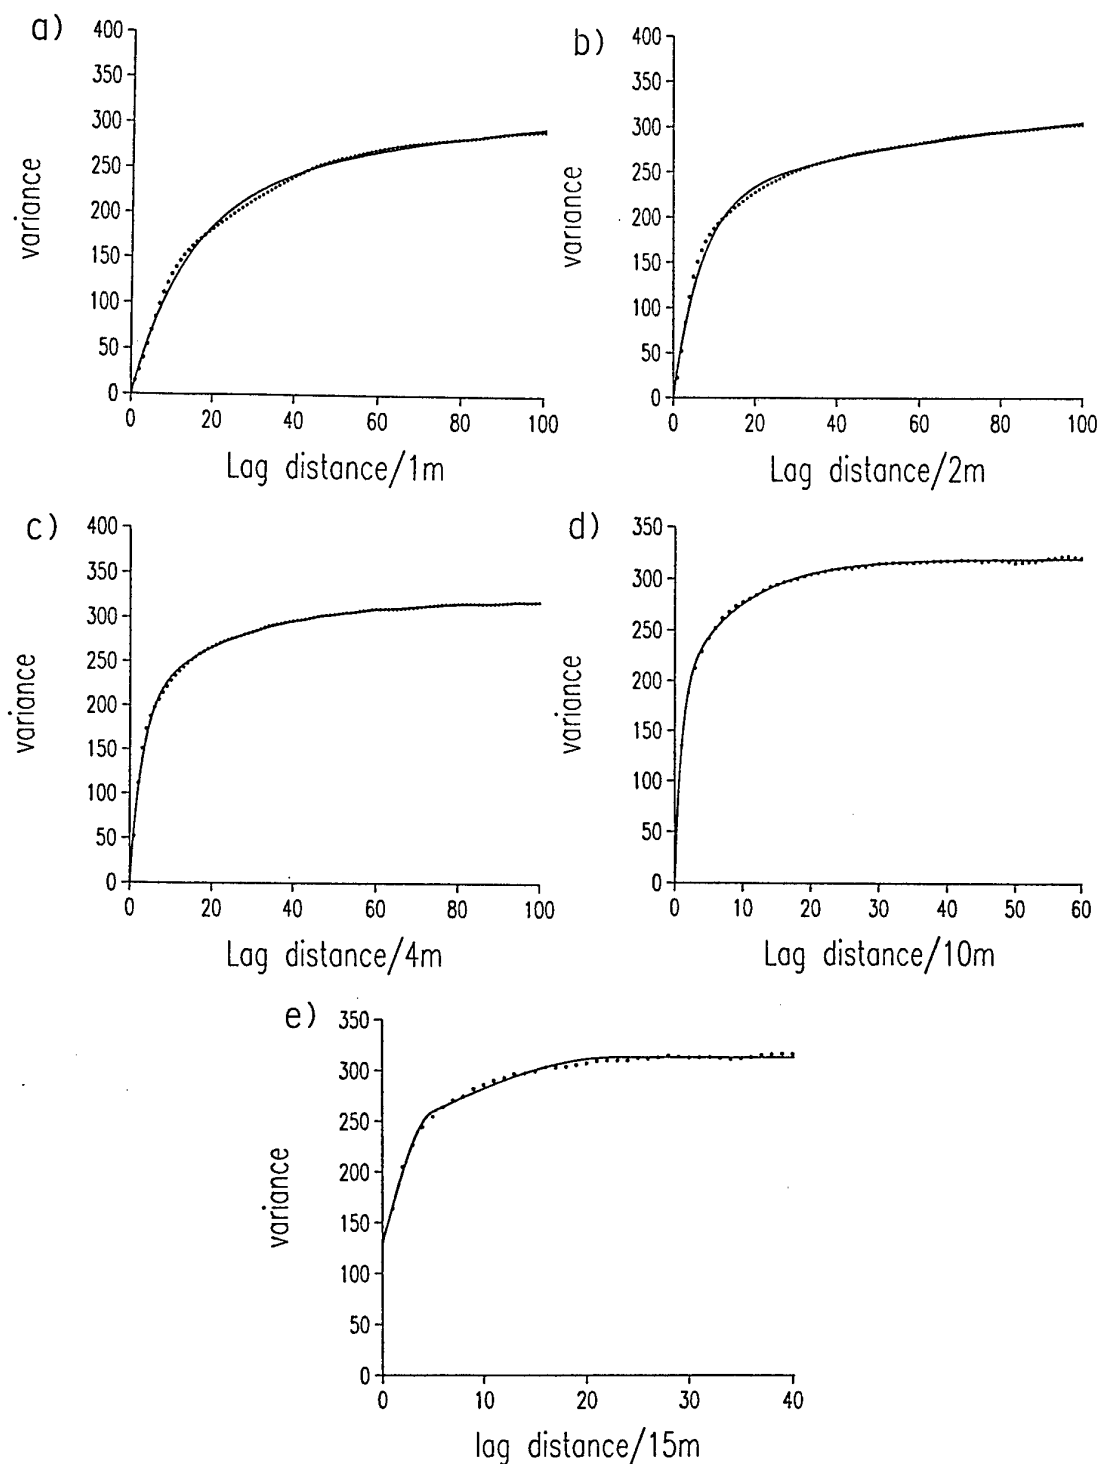 a)
400
350
300
250
200
150
100
50
0
variance
0 20 40 60 80 100
Lag distance/1m
b)
400
350
300
250
200
150
100
50
0
variance
0 20 40 60 80 100
Lag distance/2m
c)
400
350
300
250
200
150
100
50
0
variance
0 20 40 60 80 100
Lag distance/4m
d)
350
300
250
200
150
100
50
0
variance
0 10 20 30 40 50 60
Lag distance/10m
e)
350
300
250
200
150
100
50
0
variance
0 10 20 30 40
lag distance/15m